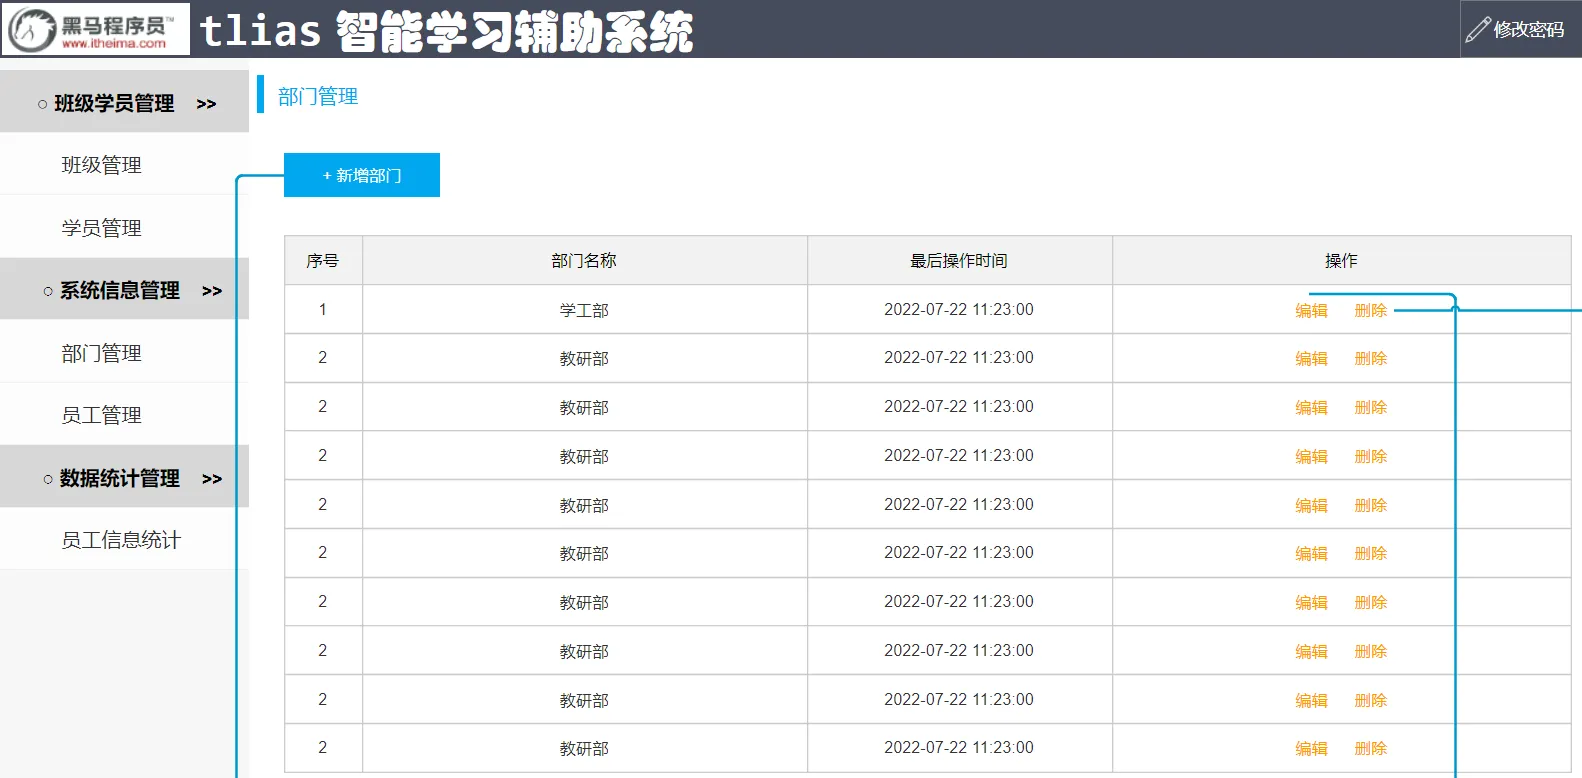 黑马程序员™
www.itheima.com
tlias 智能学习辅助系统
修改密码
班级学员管理 >>
班级管理
学员管理
系统信息管理 >>
部门管理
员工管理
数据统计管理 >>
员工信息统计
部门管理
+ 新增部门
序号 部门名称 最后操作时间 操作
1 学工部 2022-07-22 11:23:00 编辑 删除
2 教研部 2022-07-22 11:23:00 编辑 删除
2 教研部 2022-07-22 11:23:00 编辑 删除
2 教研部 2022-07-22 11:23:00 编辑 删除
2 教研部 2022-07-22 11:23:00 编辑 删除
2 教研部 2022-07-22 11:23:00 编辑 删除
2 教研部 2022-07-22 11:23:00 编辑 删除
2 教研部 2022-07-22 11:23:00 编辑 删除
2 教研部 2022-07-22 11:23:00 编辑 删除
2 教研部 2022-07-22 11:23:00 编辑 删除